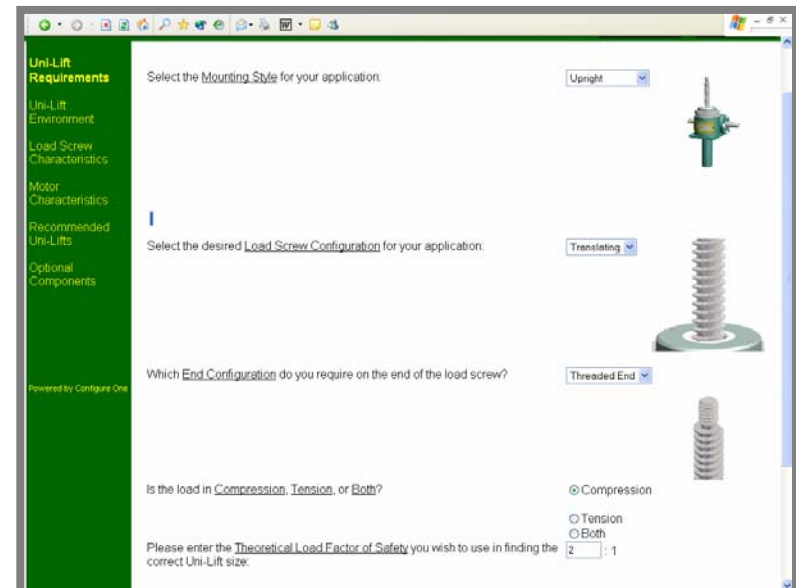 Uni-Lift
Requirements
Uni-Lift
Environment
Load Screw
Characteristics
Motor
Characteristics
Recommended
Uni-Lifts
Optional
Components
Powered by Configure One
Select the Mounting Style for your application:
Upright
Select the desired Load Screw Configuration for your application:
Translating
Which End Configuration do you require on the end of the load screw?
Threaded End
Is the load in Compression, Tension, or Both?
Compression
Tension
Both
Please enter the Theoretical Load Factor of Safety you wish to use in finding the
correct Uni-Lift size:
2 : 1